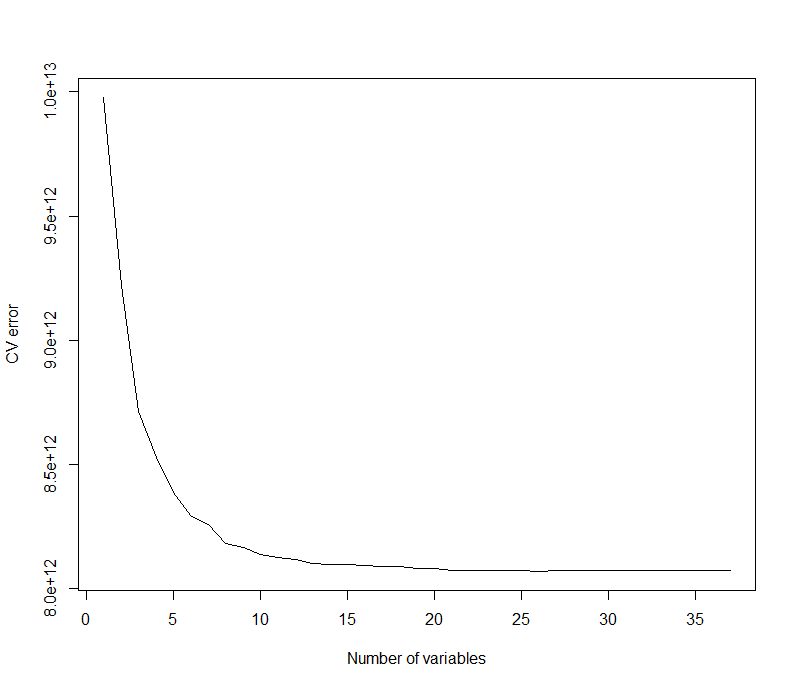 1.0e+13
9.5e+12
9.0e+12
8.5e+12
8.0e+12
CV error
0 5 10 15 20 25 30 35
Number of variables